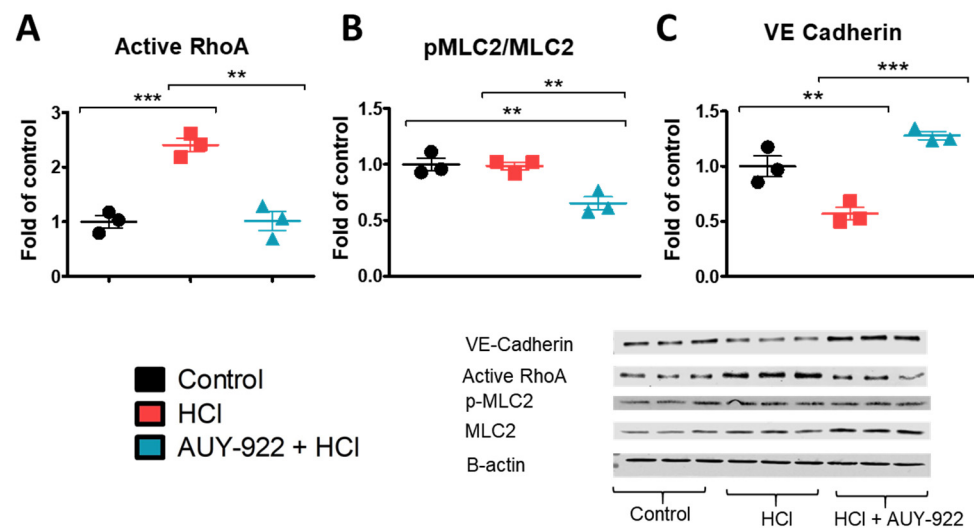 A
Active RhoA
**
***
Fold of control
3
2
1
0
B
pMLC2/MLC2
**
**
Fold of control
1.5
1.0
0.5
0.0
C
VE Cadherin
***
**
Fold of control
1.5
1.0
0.5
0.0
Control
HCl
AUY-922 + HCl
VE-Cadherin
Active RhoA
p-MLC2
MLC2
B-actin
Control
HCl
HCl + AUY-922